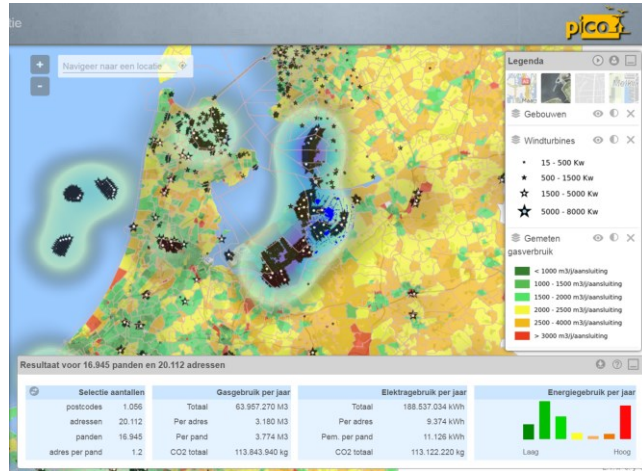 tie
pico
+
-
Navigeer naar een locatie
Legenda
Gebouwen
Windturbines
15 - 500 Kw
500 - 1500 Kw
1500 - 5000 Kw
5000 - 8000 Kw
Gemeten
gasverbruik
< 1000 m3/j/aansluiting
1000 - 1500 m3/j/aansluiting
1500 - 2000 m3/j/aansluiting
2000 - 2500 m3/j/aansluiting
2500 - 4000 m3/j/aansluiting
> 3000 m3/j/aansluiting
Resultaat voor 16.945 panden en 20.112 adressen
Selectie aantallen
postcodes 1.056
adressen 20.112
panden 16.945
adres per pand 1.2
Gasgebruik per jaar
Totaal 63.957.270 M3
Per adres 3.180 M3
Per pand 3.774 M3
CO2 totaal 113.843.940 kg
Elektragebruik per jaar
Totaal 188.537.034 kWh
Per adres 9.374 kWh
Pem. per pand 11.126 kWh
CO2 totaal 113.122.220 kg
Energiegebruik per jaar
Laag Hoog